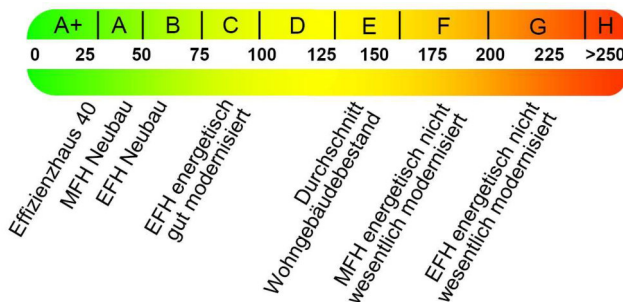 A+ A B C D E F G H
0 25 50 75 100 125 150 175 200 225 >250
Effizienzhaus 40
MFH Neubau
EFH Neubau
EFH energetisch
gut modernisiert
Durchschnitt
Wohngebäudebestand
MFH energetisch nicht
wesentlich modernisiert
EFH energetisch nicht
wesentlich modernisiert